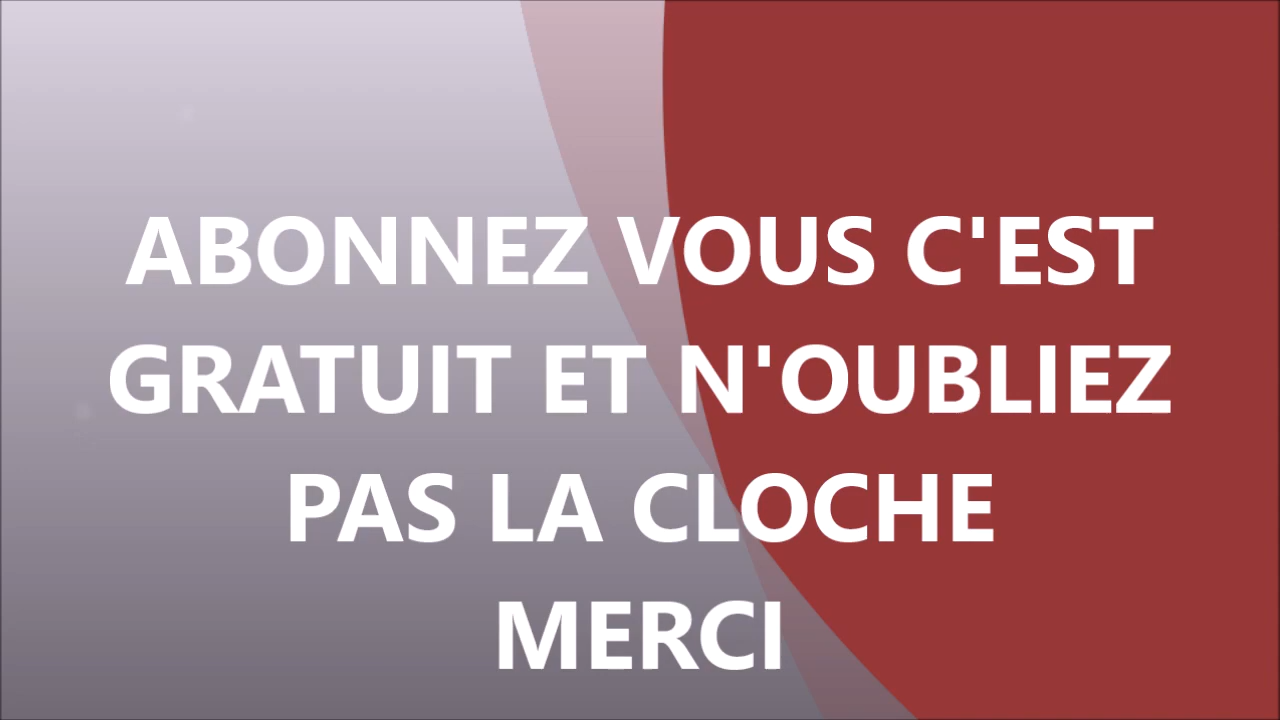 ABONNEZ VOUS C'EST
GRATUIT ET N'OUBLIEZ
PAS LA CLOCHE
MERCI